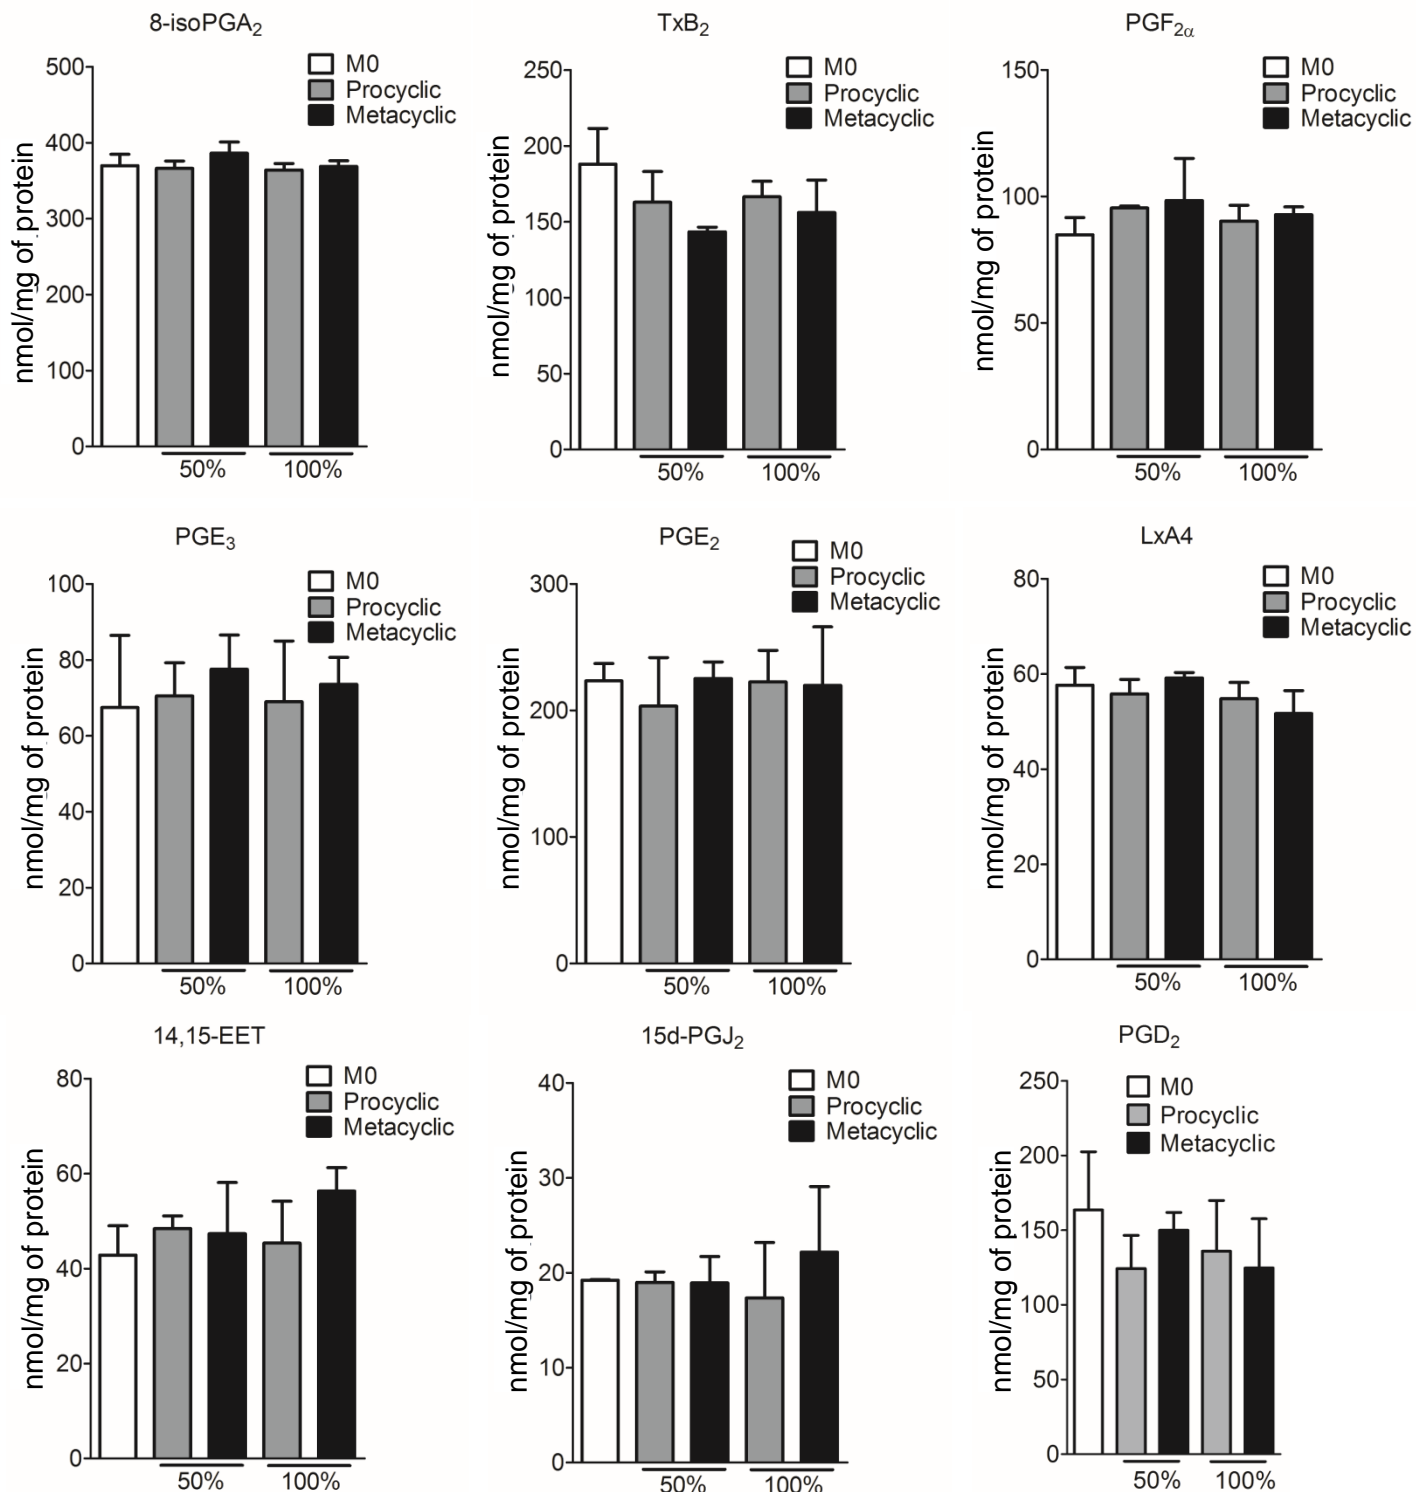 8-isoPGA2
500
400
300
200
100
0
nmol/mg of protein
M0
Procyclic
Metacyclic
50% 100%
TxB2
250
200
150
100
50
0
nmol/mg of protein
M0
Procyclic
Metacyclic
50% 100%
PGF2α
150
100
50
0
nmol/mg of protein
M0
Procyclic
Metacyclic
50% 100%
PGE3
100
80
60
40
20
0
nmol/mg of protein
M0
Procyclic
Metacyclic
50% 100%
PGE2
300
200
100
0
nmol/mg of protein
M0
Procyclic
Metacyclic
50% 100%
LxA4
80
60
40
20
0
nmol/mg of protein
M0
Procyclic
Metacyclic
50% 100%
14,15-EET
80
60
40
20
0
nmol/mg of protein
M0
Procyclic
Metacyclic
50% 100%
15d-PGJ2
40
30
20
10
0
nmol/mg of protein
M0
Procyclic
Metacyclic
50% 100%
PGD2
250
200
150
100
50
0
nmol/mg of protein
M0
Procyclic
Metacyclic
50% 100%